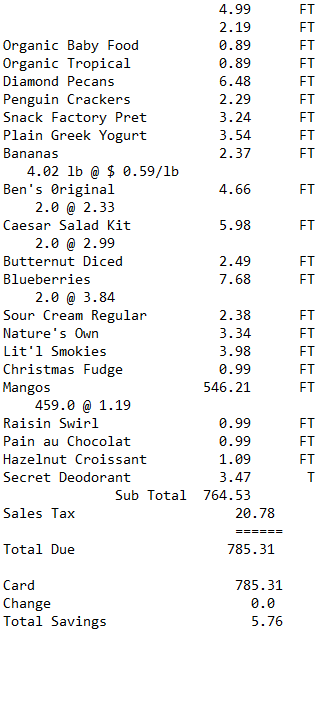 4.99 FT
2.19 FT
Organic Baby Food 0.89 FT
Organic Tropical 0.89 FT
Diamond Pecans 6.48 FT
Penguin Crackers 2.29 FT
Snack Factory Pret 3.24 FT
Plain Greek Yogurt 3.54 FT
Bananas 2.37 FT
4.02 lb @ $ 0.59/lb
Ben's 0riginal 4.66 FT
2.0 @ 2.33
Caesar Salad Kit 5.98 FT
2.0 @ 2.99
Butternut Diced 2.49 FT
Blueberries 7.68 FT
2.0 @ 3.84
Sour Cream Regular 2.38 FT
Nature's Own 3.34 FT
Lit'l Smokies 3.98 FT
Christmas Fudge 0.99 FT
Mangos 546.21 FT
459.0 @ 1.19
Raisin Swirl 0.99 FT
Pain au Chocolat 0.99 FT
Hazelnut Croissant 1.09 FT
Secret Deodorant 3.47 T
Sub Total 764.53
Sales Tax 20.78
======
Total Due 785.31
Card 785.31
Change 0.0
Total Savings 5.76